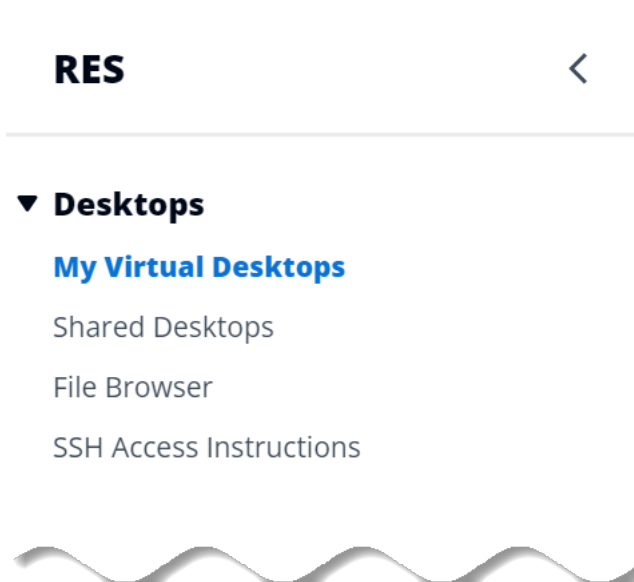 RES
Desktops
My Virtual Desktops
Shared Desktops
File Browser
SSH Access Instructions